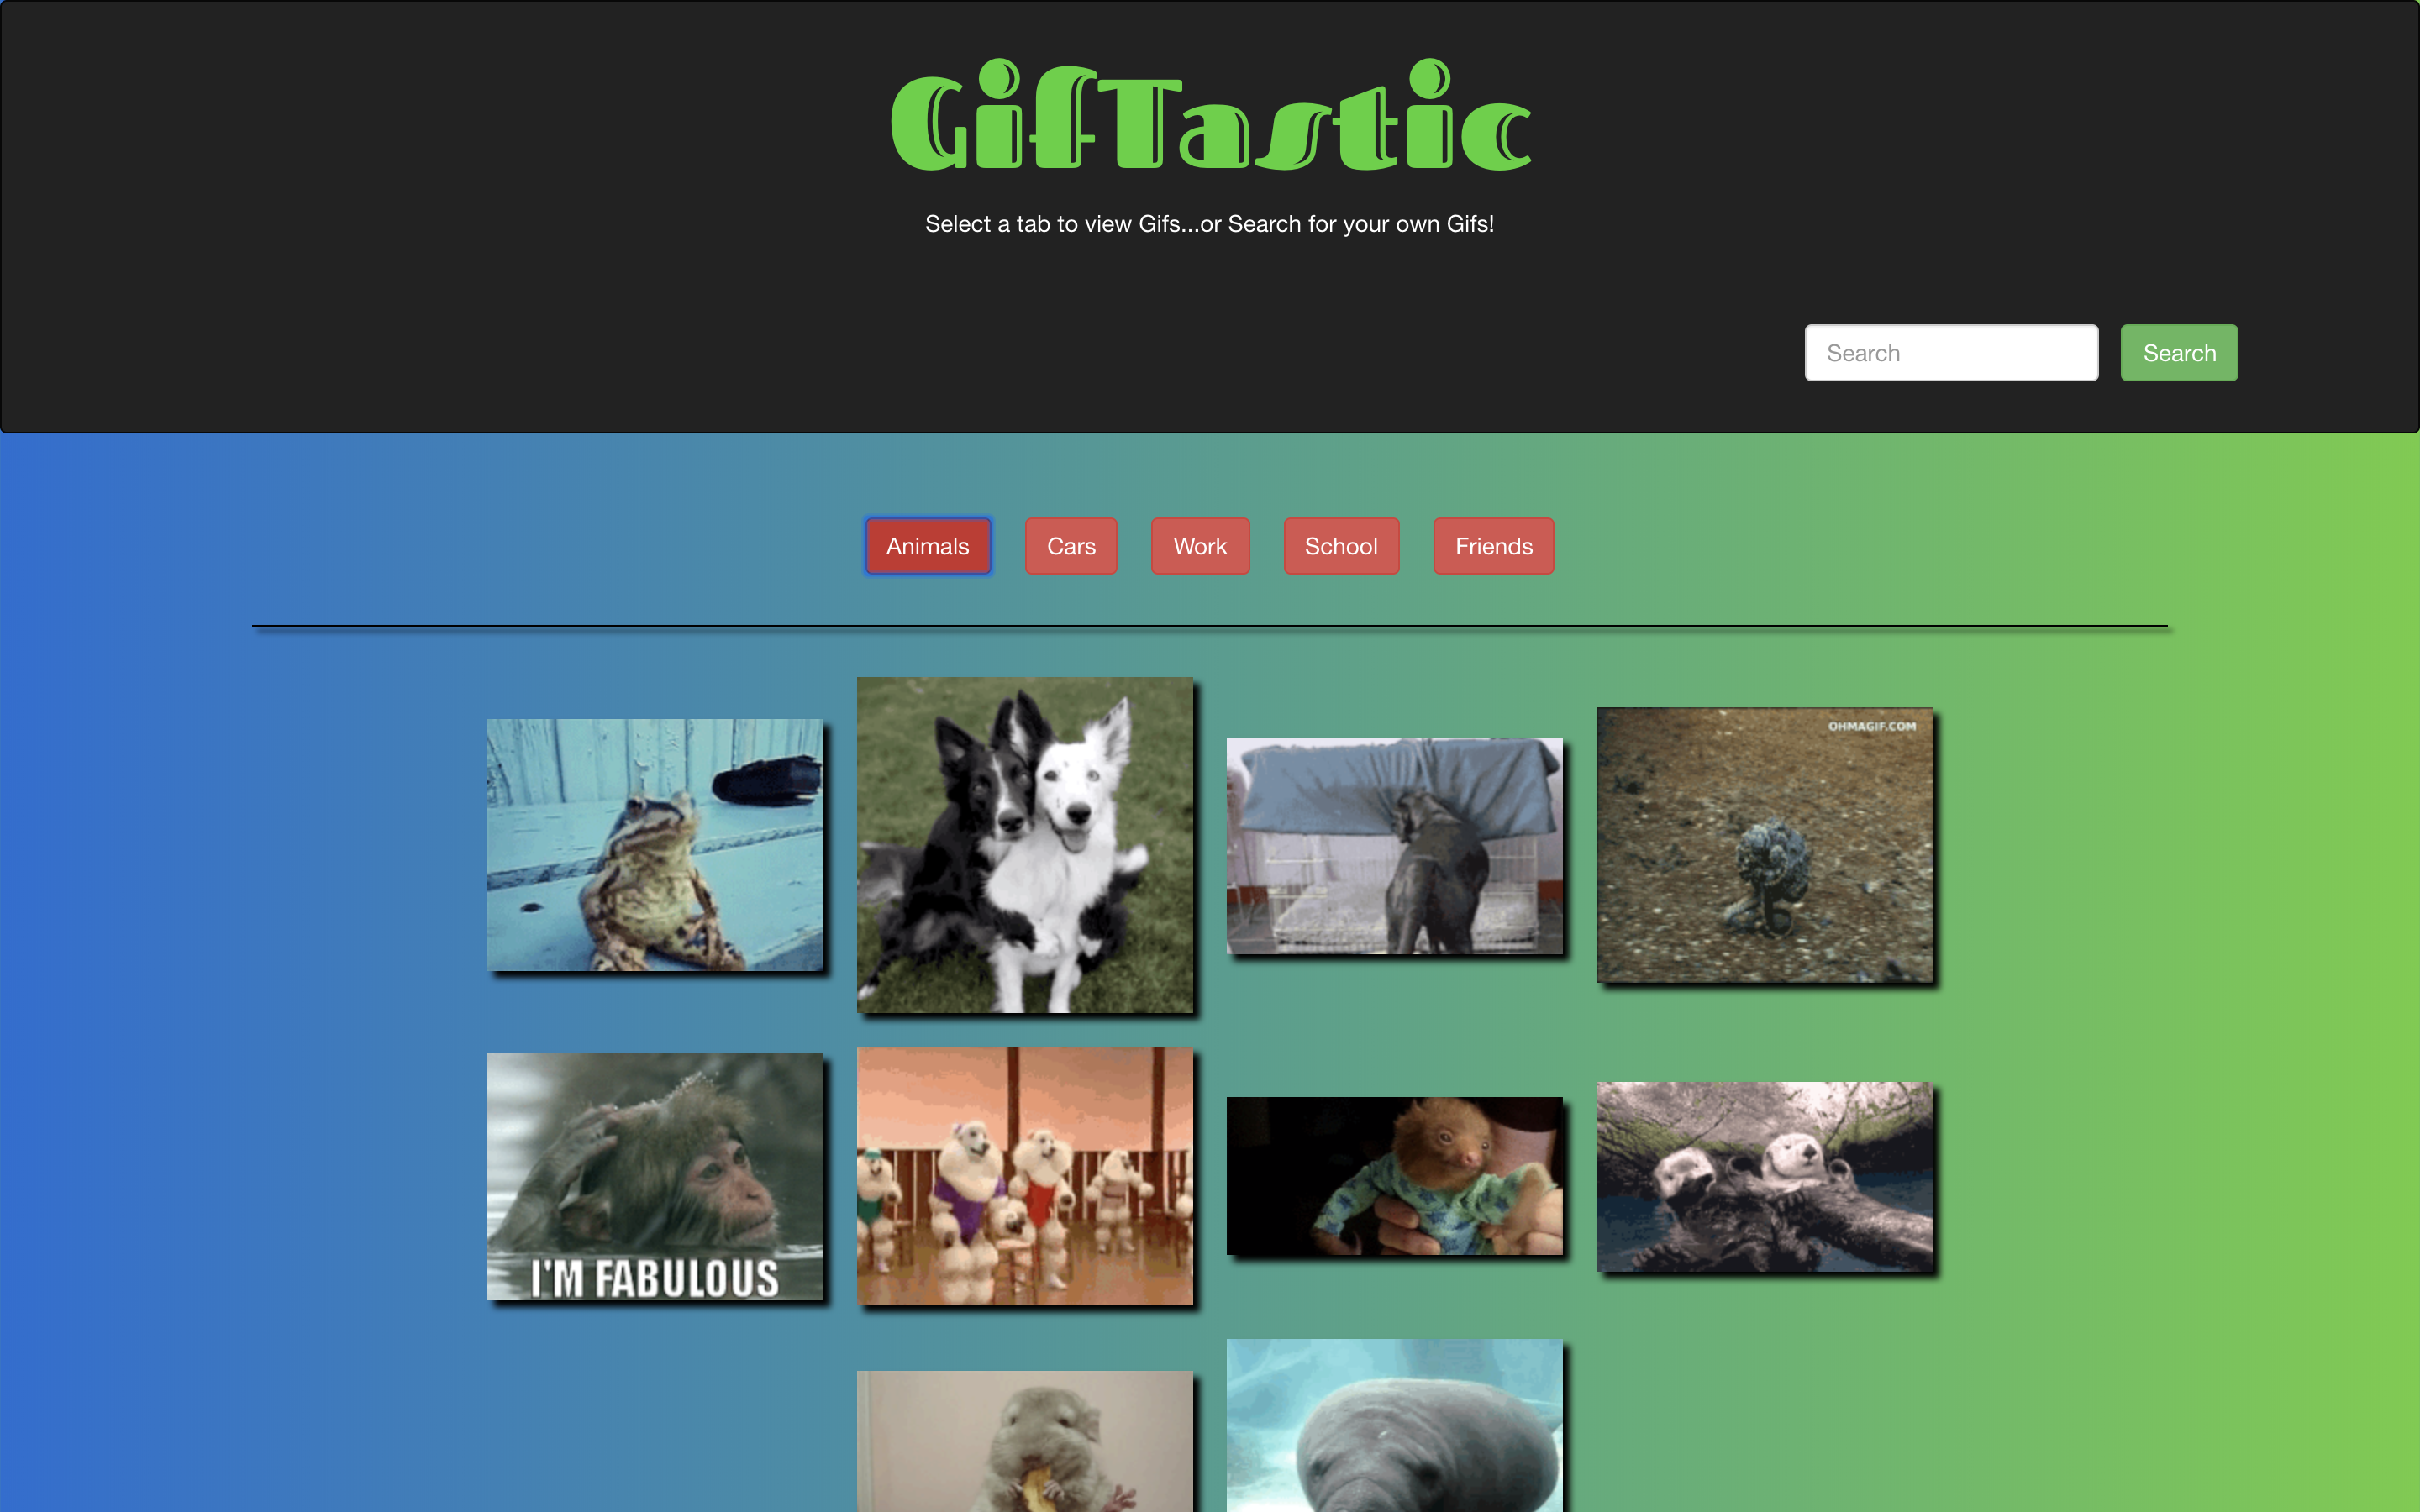 GifTastic
Select a tab to view Gifs...or Search for your own Gifs!
Search Search
Animals Cars Work School Friends
OHMAGIF.COM
I'M FABULOUS